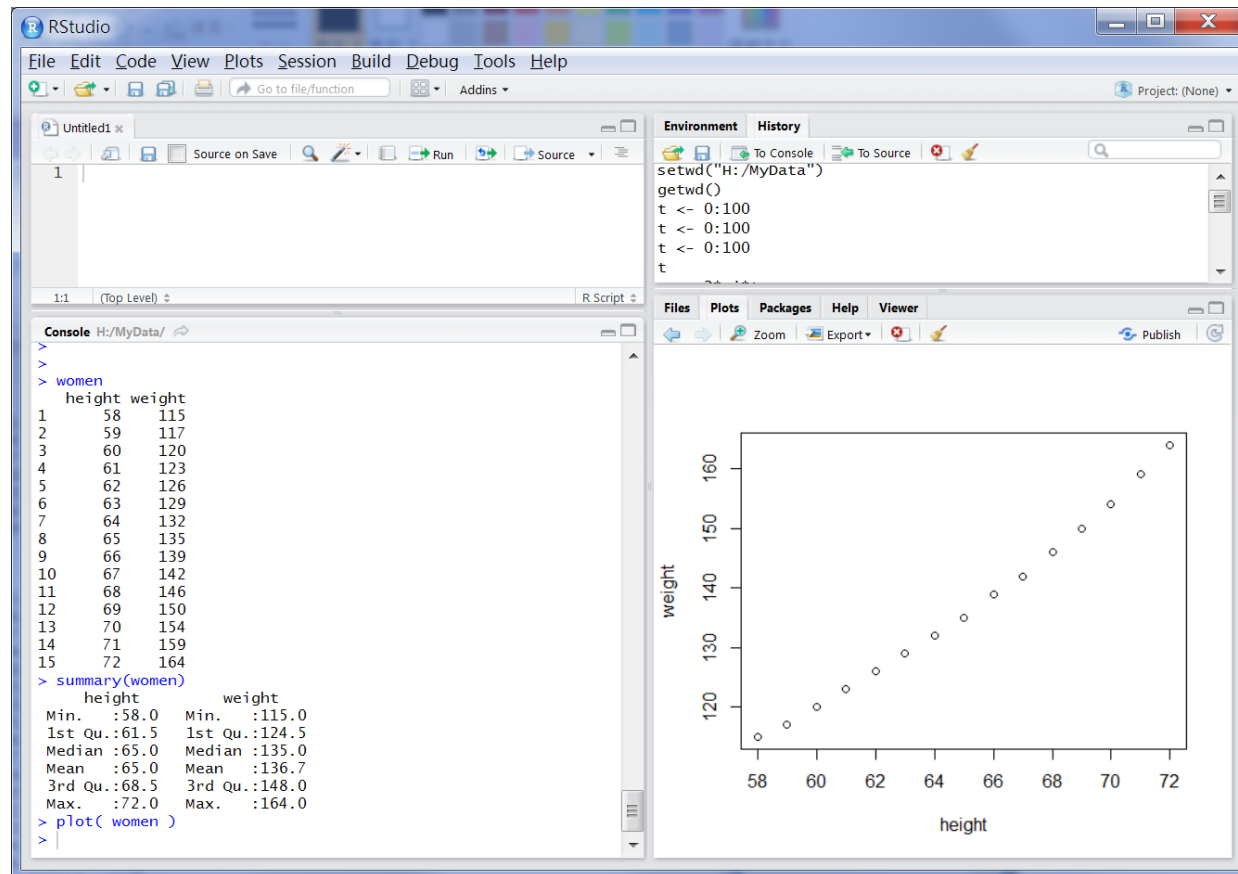 RStudio
File Edit Code View Plots Session Build Debug Tools Help
Go to file/function Addins Project: (None)
Untitled1
Source on Save Run Source
1
1:1 (Top Level) R Script
Console H:/MyData/
>
>
> women
height weight
1 58 115
2 59 117
3 60 120
4 61 123
5 62 126
6 63 129
7 64 132
8 65 135
9 66 139
10 67 142
11 68 146
12 69 150
13 70 154
14 71 159
15 72 164
> summary(women)
height weight
Min. :58.0 Min. :115.0
1st Qu.:61.5 1st Qu.:124.5
Median :65.0 Median :135.0
Mean :65.0 Mean :136.7
3rd Qu.:68.5 3rd Qu.:148.0
Max. :72.0 Max. :164.0
> plot( women )
>
Environment History
To Console To Source
setwd("H:/MyData")
getwd()
t <- 0:100
t <- 0:100
t <- 0:100
t
Files Plots Packages Help Viewer
Zoom Export Publish
weight
160
150
140
130
120
58 60 62 64 66 68 70 72
height